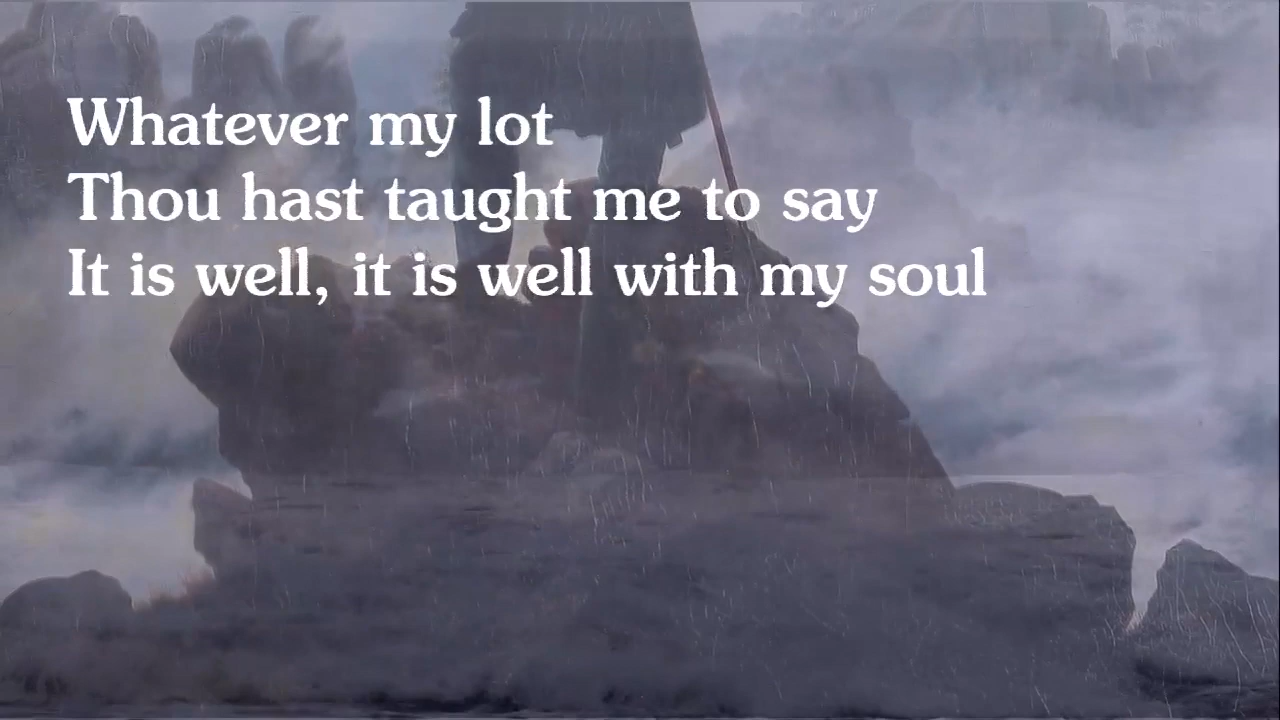 Whatever my lot
Thou hast taught me to say
It is well, it is well with my soul